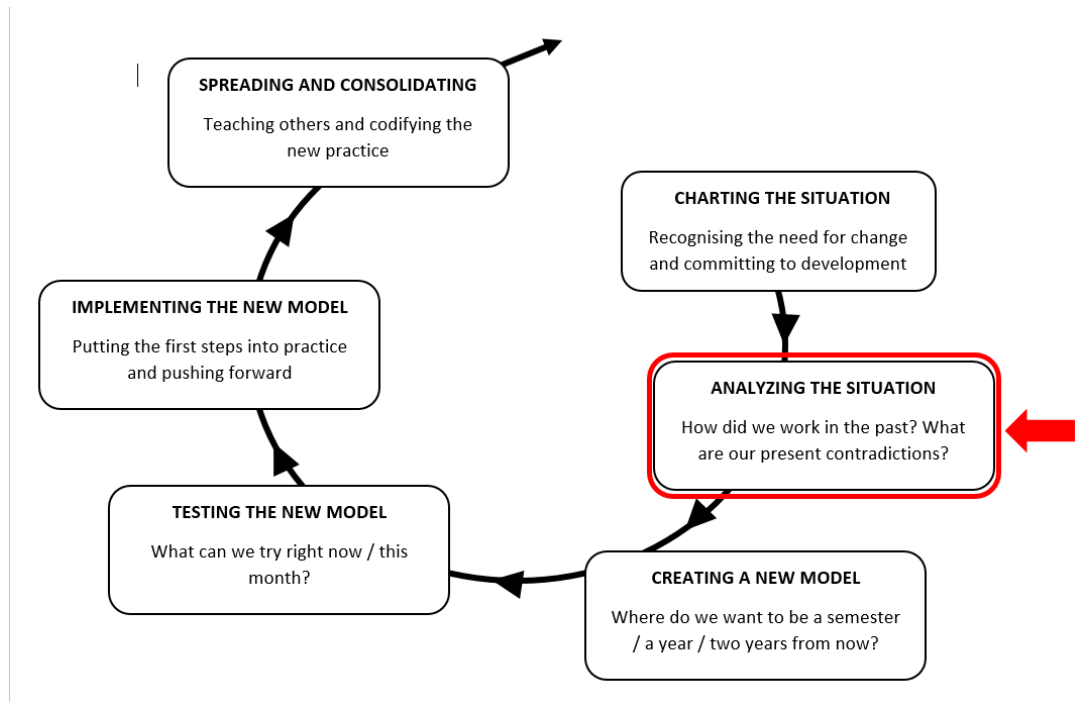 SPREADING AND CONSOLIDATING
Teaching others and codifying the
new practice
CHARTING THE SITUATION
Recognising the need for change
and committing to development
IMPLEMENTING THE NEW MODEL
Putting the first steps into practice
and pushing forward
ANALYZING THE SITUATION
How did we work in the past? What
are our present contradictions?
TESTING THE NEW MODEL
What can we try right now / this
month?
CREATING A NEW MODEL
Where do we want to be a semester
/ a year / two years from now?